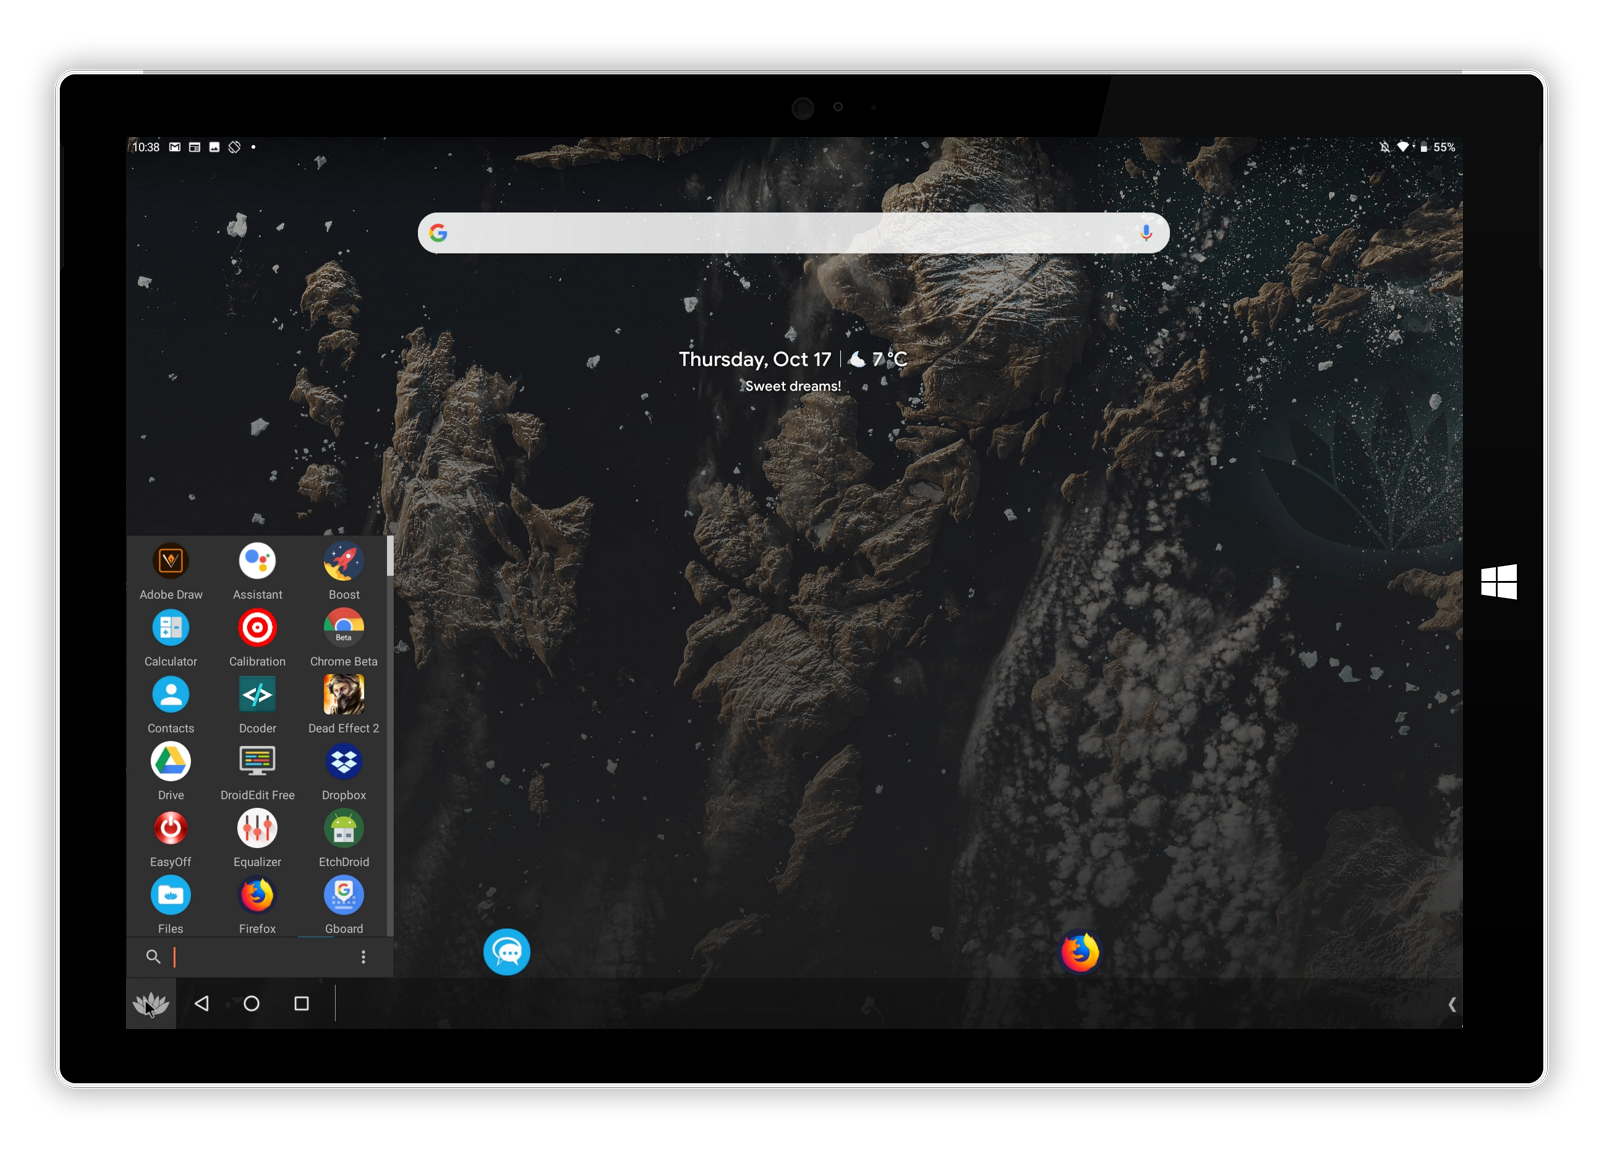 10:38
55%
Thursday, Oct 17 7 °C
Sweet dreams!
Adobe Draw Assistant Boost
Beta
Calculator Calibration Chrome Beta
Contacts Dcoder Dead Effect 2
Drive DroidEdit Free Dropbox
EasyOff Equalizer EtchDroid
Files Firefox Gboard